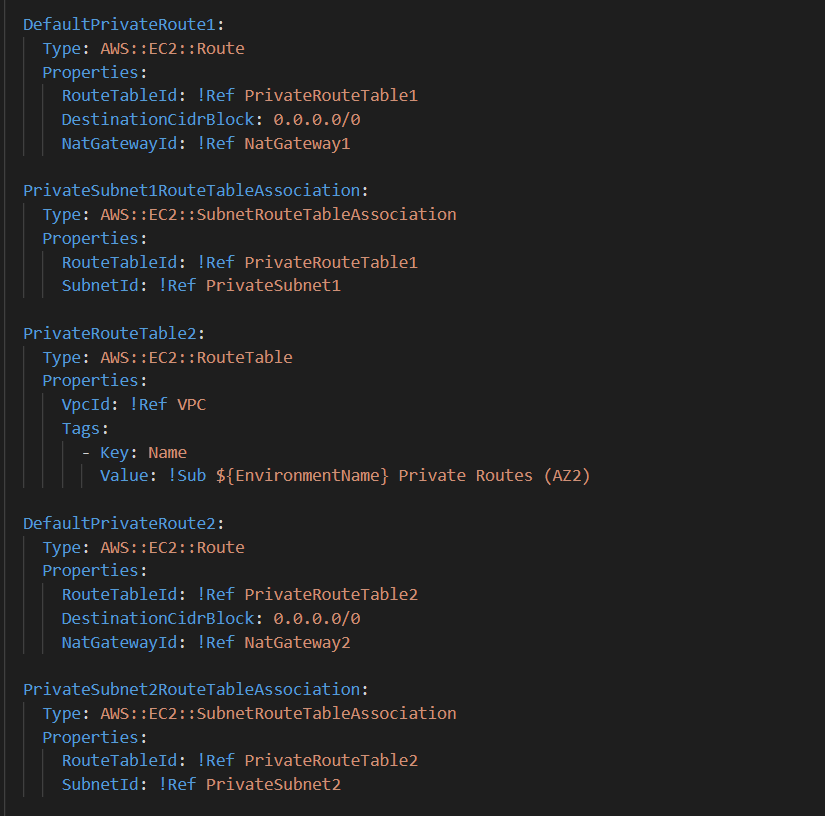 DefaultPrivateRoute1:
  Type: AWS::EC2::Route
  Properties:
    RouteTableId: !Ref PrivateRouteTable1
    DestinationCidrBlock: 0.0.0.0/0
    NatGatewayId: !Ref NatGateway1

PrivateSubnet1RouteTableAssociation:
  Type: AWS::EC2::SubnetRouteTableAssociation
  Properties:
    RouteTableId: !Ref PrivateRouteTable1
    SubnetId: !Ref PrivateSubnet1

PrivateRouteTable2:
  Type: AWS::EC2::RouteTable
  Properties:
    VpcId: !Ref VPC
    Tags:
      - Key: Name
        Value: !Sub ${EnvironmentName} Private Routes (AZ2)

DefaultPrivateRoute2:
  Type: AWS::EC2::Route
  Properties:
    RouteTableId: !Ref PrivateRouteTable2
    DestinationCidrBlock: 0.0.0.0/0
    NatGatewayId: !Ref NatGateway2

PrivateSubnet2RouteTableAssociation:
  Type: AWS::EC2::SubnetRouteTableAssociation
  Properties:
    RouteTableId: !Ref PrivateRouteTable2
    SubnetId: !Ref PrivateSubnet2